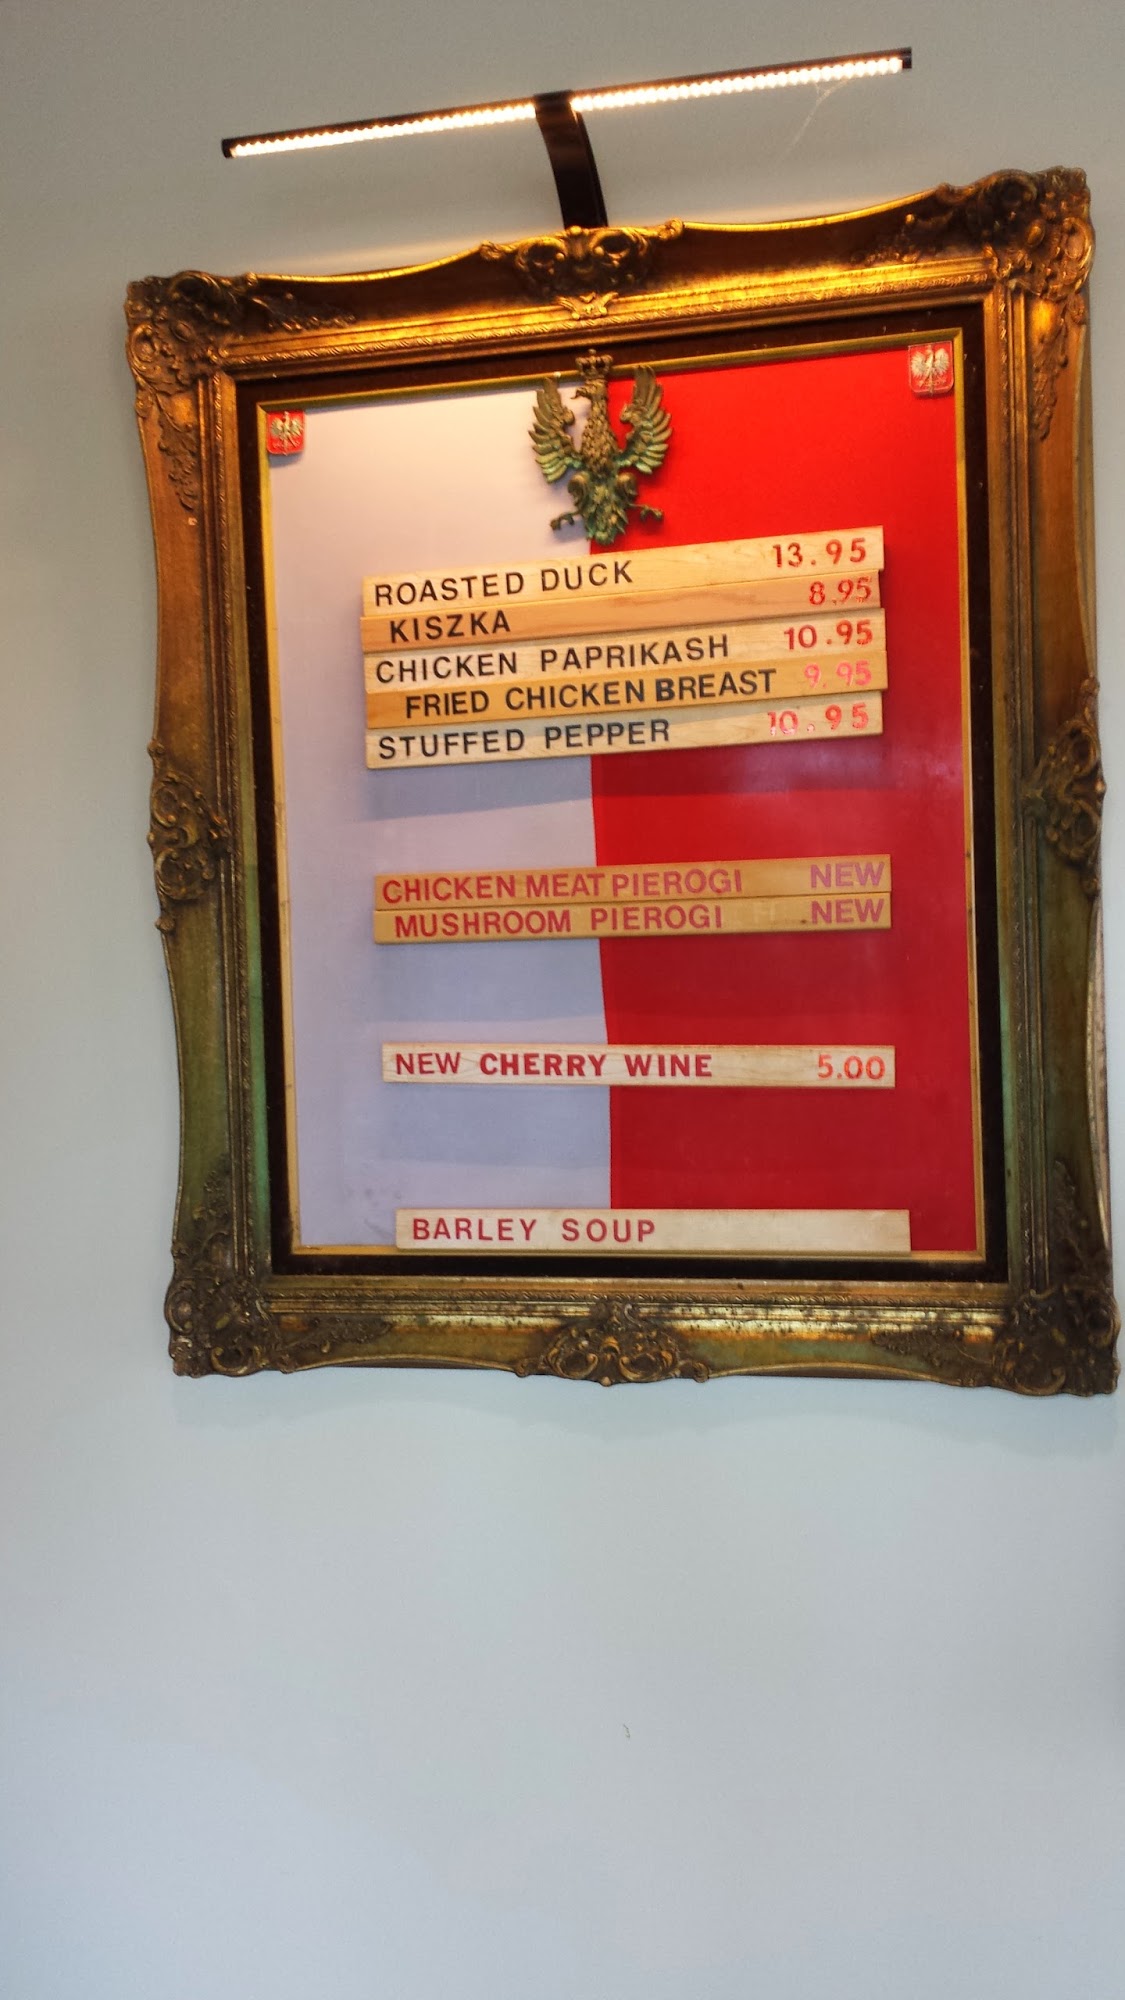 ROASTED DUCK 13.95
KISZKA 8.95
CHICKEN PAPRIKASH 10.95
FRIED CHICKEN BREAST 9.95
STUFFED PEPPER 10.95
CHICKEN MEAT PIEROGI NEW
MUSHROOM PIEROGI NEW
NEW CHERRY WINE 5.00
BARLEY SOUP